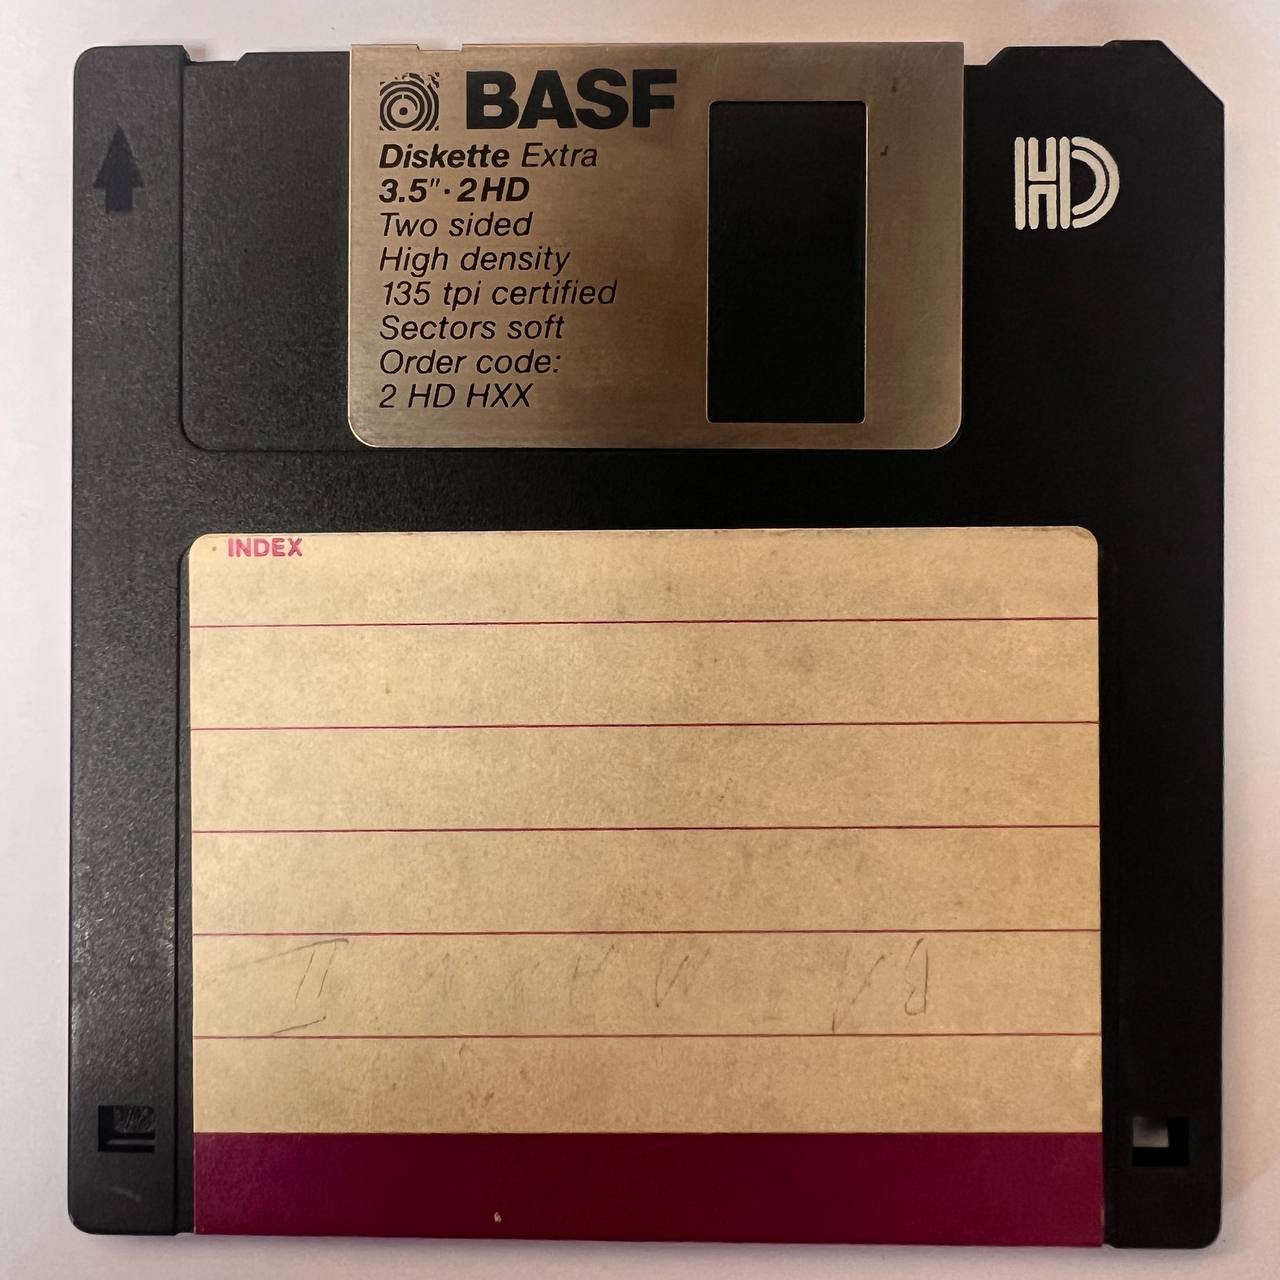 BASF
Diskette Extra
3.5"·2HD
Two sided
High density
135 tpi certified
Sectors soft
Order code:
2 HD HXX
HD
INDEX